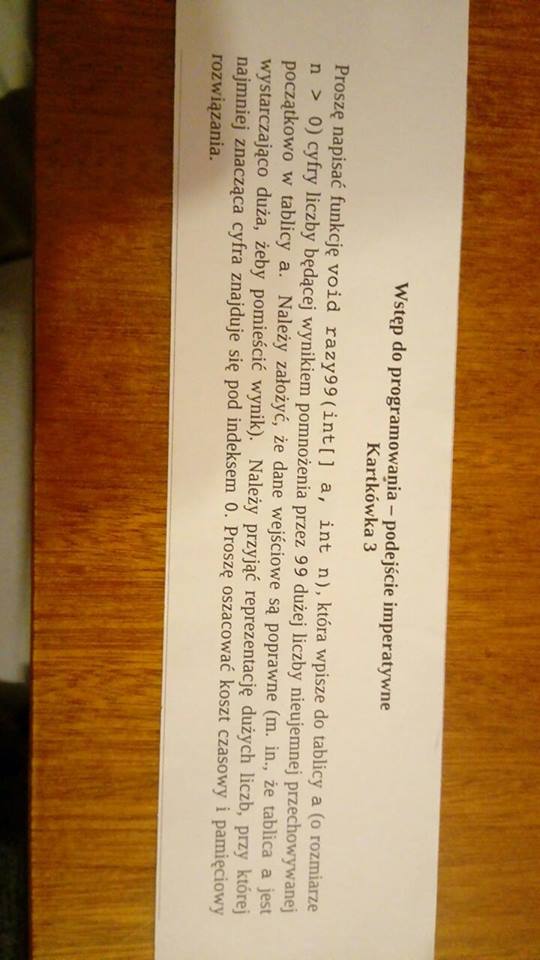 Wstęp do programowania – podejście imperatywne
Kartkówka 3
Proszę napisać funkcję void razy99(int[] a, int n), która wpisze do tablicy a (o rozmiarze
n > 0) cyfry liczby będącej wynikiem pomnożenia przez 99 dużej liczby nieujemnej przechowywanej
początkowo w tablicy a. Należy założyć, że dane wejściowe są poprawne (m. in., że tablica a jest
wystarczająco duża, żeby pomieścić wynik). Należy przyjąć reprezentację dużych liczb, przy której
najmniej znacząca cyfra znajduje się pod indeksem 0. Proszę oszacować koszt czasowy i pamięciowy
rozwiązania.